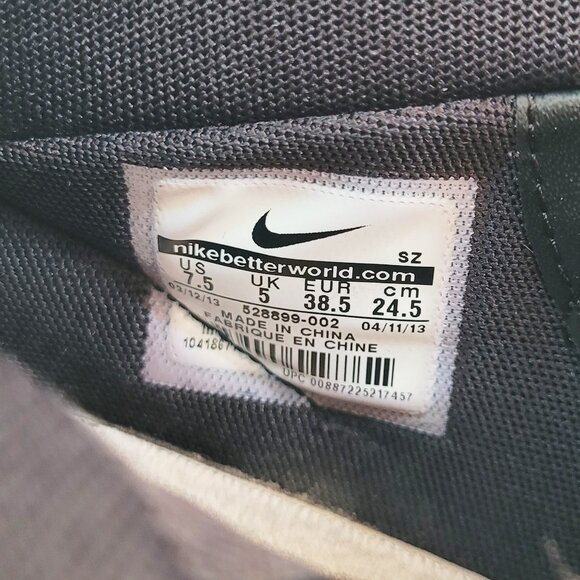 SZ
nikebetterworld.com
US UK EUR cm
7.5 5 38.5 24.5
03/12/13 528899-002 04/11/13
MADE IN CHINA
FABRIQUE EN CHINE
UPC 00887225217457